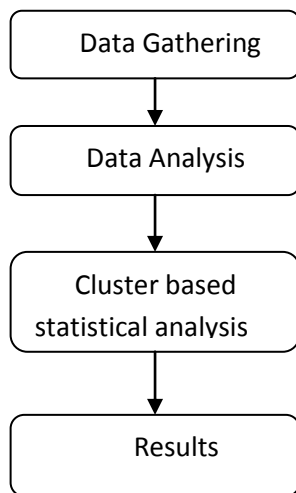 Data Gathering
Data Analysis
Cluster based
statistical analysis
Results